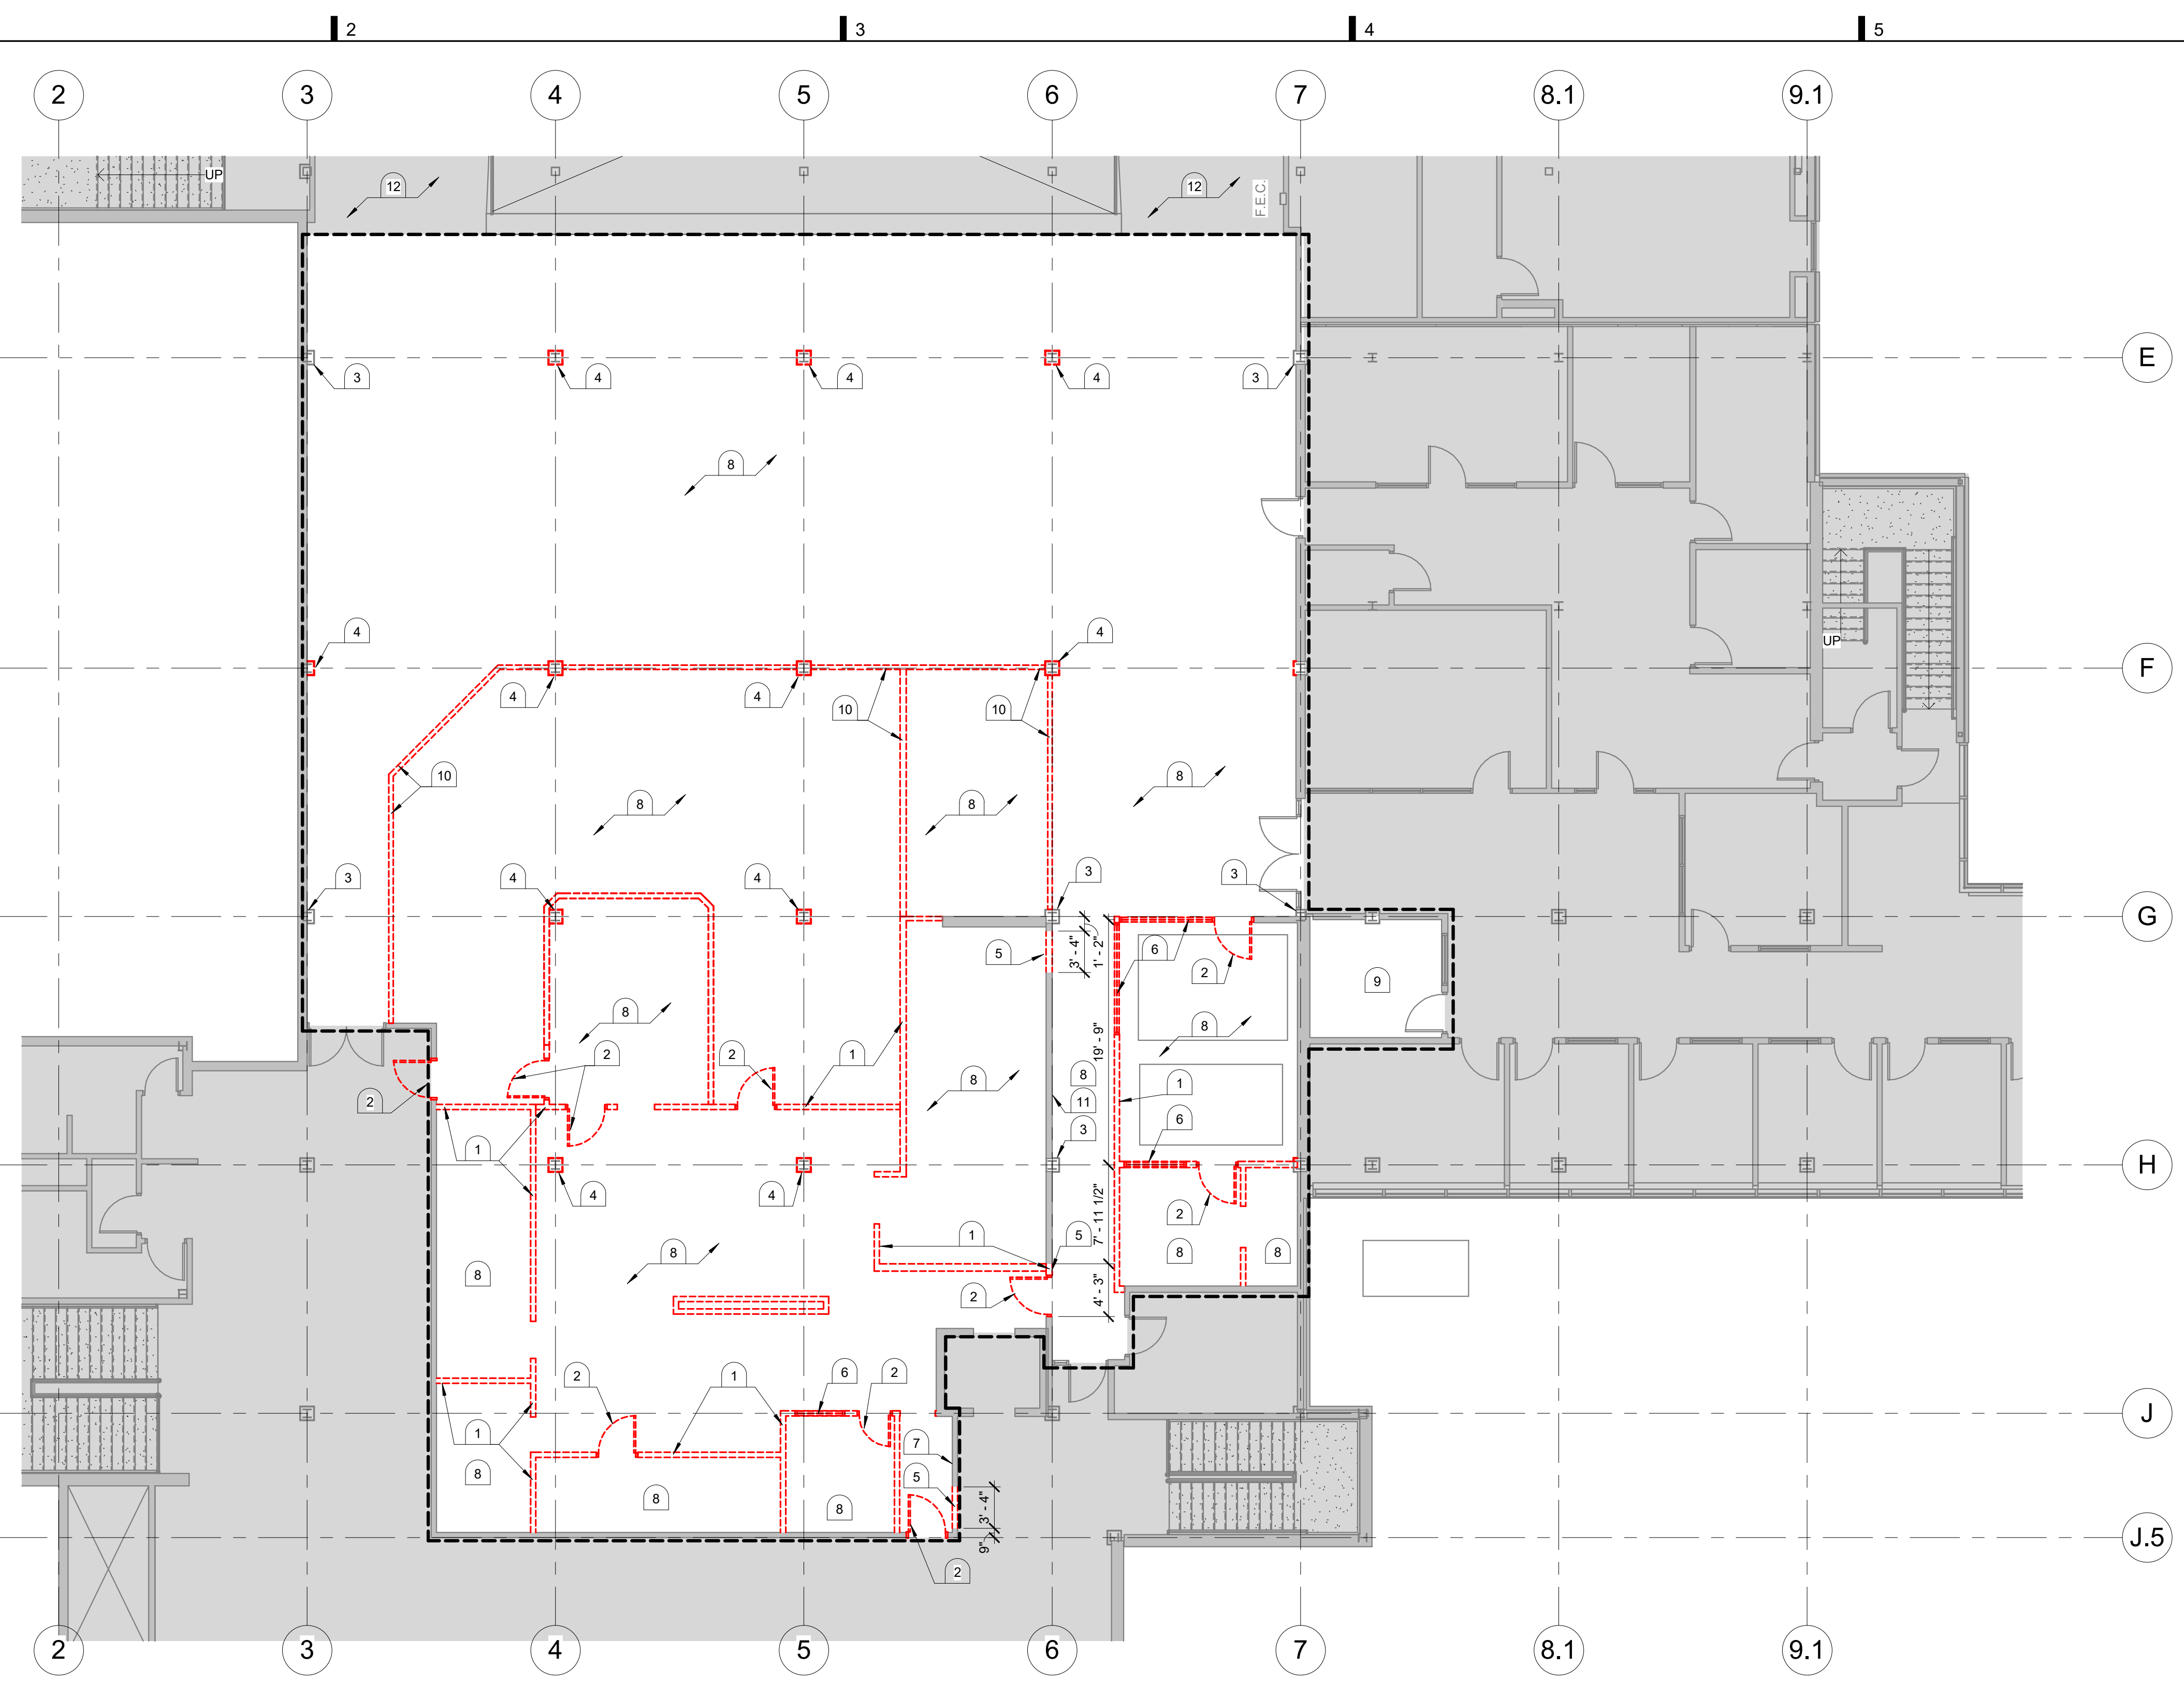 2 3 4 5
2 3 4 5 6 7 8.1 9.1
UP
12 12
F.E.C.
E
3 4 4 4 3
8
4 4
UP
F
4 4 10 10
10 8
8 8
3 4 4 3 3
G
5 3' - 4" 1' - 2" 6 2 9
8 8
2 2 1 19' - 9"
8 8 1
2 11
1 3 6
H
4 4 2
7' - 11 1/2"
8 8 1 5 8 8
2 4' - 3"
2 1 6 2
J
1 7
8 8 8 5 3' - 4"
J.5
9"
2
2 3 4 5 6 7 8.1 9.1